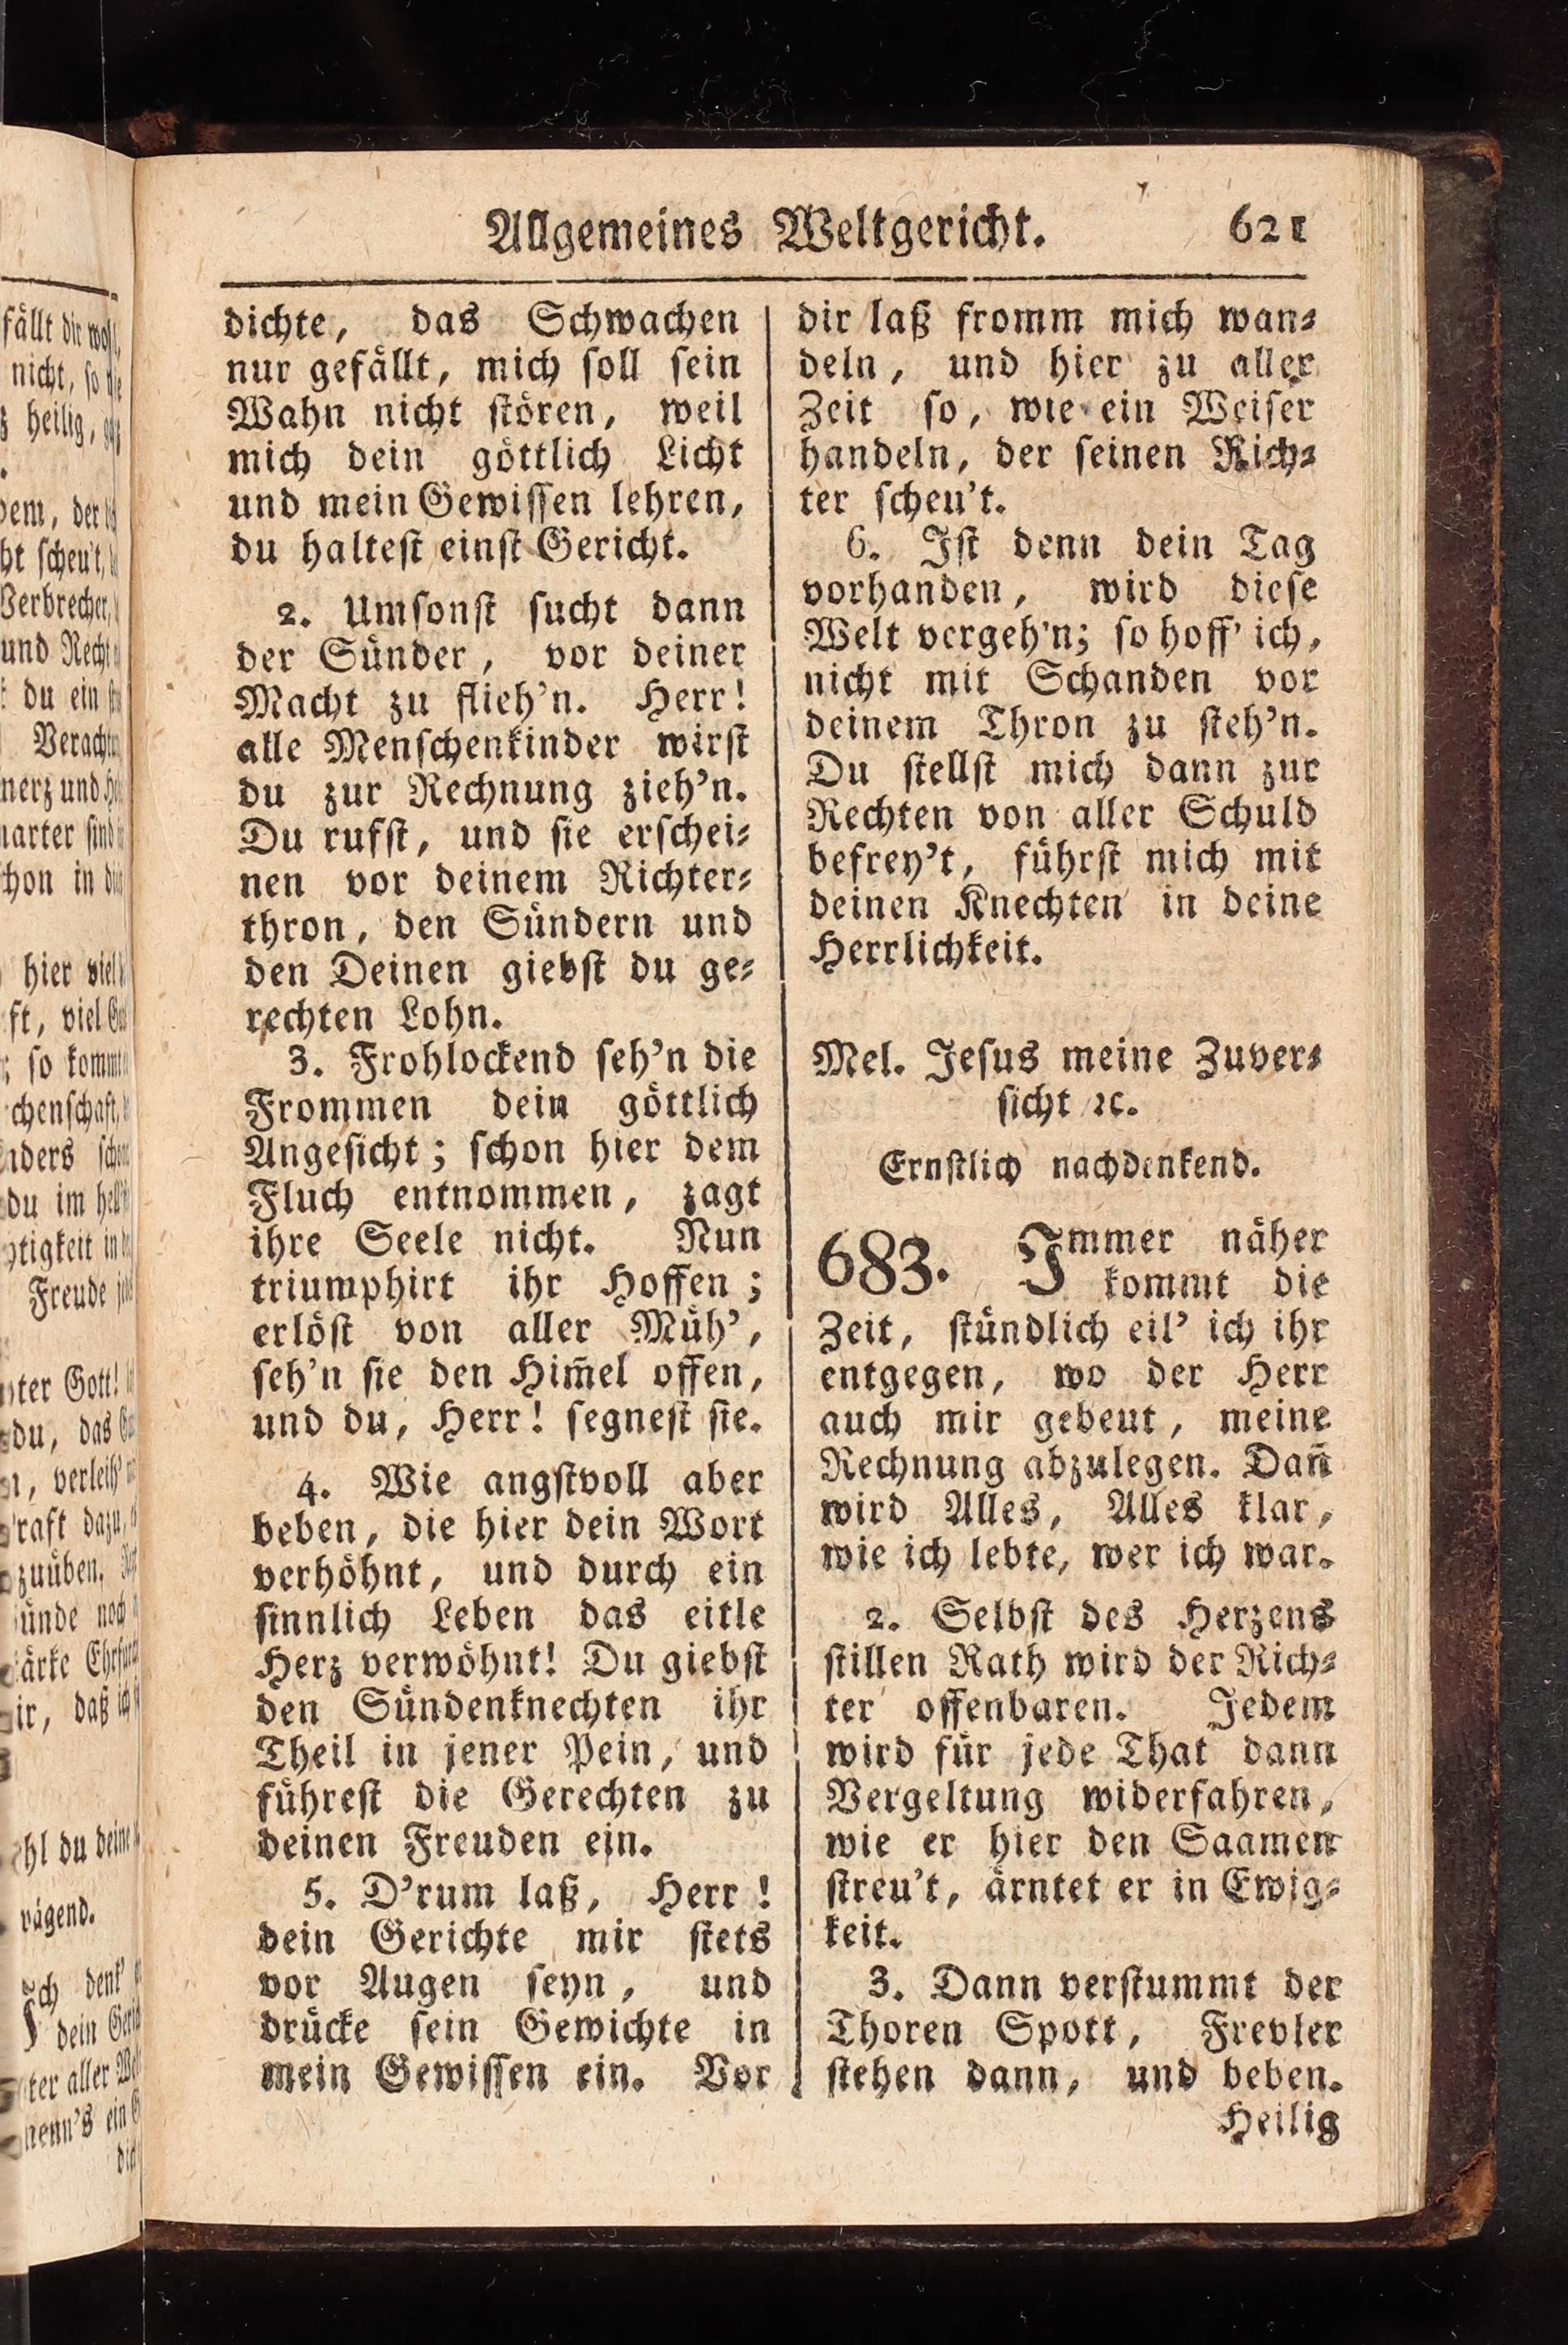 Allgemeines Weltgericht. 621
dichte, das Schwachen
nur gefällt, mich soll sein
Wahn nicht stören, weil
mich dein göttlich Licht
und mein Gewissen lehren,
du haltest einst Gericht.
2. Umsonst sucht dann
der Sünder, vor deiner
Macht zu flieh'n. Herr!
alle Menschenkinder wirst
du zur Rechnung zieh'n.
Du rufst, und sie erschei-
nen vor deinem Richter-
thron, den Sündern und
den Deinen giebst du ge-
rechten Lohn.
3. Frohlockend seh'n die
Frommen dein göttlich
Angesicht; schon hier dem
Fluch entnommen, zagt
ihre Seele nicht. Nun
triumphirt ihr Hoffen;
erlöst von aller Müh',
seh'n sie den Him̄el offen,
und du, Herr! segnest sie.
4. Wie angstvoll aber
beben, die hier dein Wort
verhöhnt, und durch ein
sinnlich Leben das eitle
Herz verwöhnt! Du giebst
den Sündenknechten ihr
Theil in jener Pein, und
führest die Gerechten zu
deinen Freuden ein.
5. D'rum laß, Herr!
dein Gerichte mir stets
vor Augen seyn, und
drücke sein Gewichte in
mein Gewissen ein. Vor
dir laß fromm mich wan-
deln, und hier zu aller
Zeit so, wie ein Weiser
handeln, der seinen Rich-
ter scheu't.
6. Ist denn dein Tag
vorhanden, wird diese
Welt vergeh'n; so hoff' ich,
nicht mit Schanden vor
deinem Thron zu steh'n.
Du stellst mich dann zur
Rechten von aller Schuld
befrey't, führst mich mit
deinen Knechten in deine
Herrlichkeit.
Mel. Jesus meine Zuver-
sicht ꝛc.
Ernstlich nachdenkend.
683. Immer näher
kommt die
Zeit, stündlich eil' ich ihr
entgegen, wo der Herr
auch mir gebeut, meine
Rechnung abzulegen. Dan̄
wird Alles, Alles klar,
wie ich lebte, wer ich war.
2. Selbst des Herzens
stillen Rath wird der Rich-
ter offenbaren. Jedem
wird für jede That dann
Vergeltung widerfahren,
wie er hier den Saamen
streu't, ärntet er in Ewig-
keit.
3. Dann verstummt der
Thoren Spott, Frevler
stehen dann, und beben.
Heilig